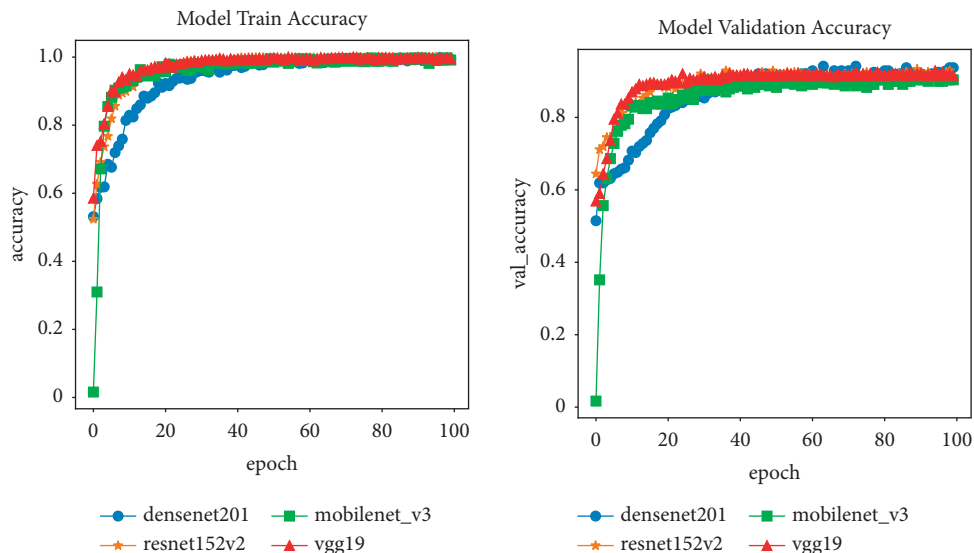 Model Train Accuracy
1.0
0.8
0.6
0.4
0.2
0
accuracy
0 20 40 60 80 100
epoch
densenet201 mobilenet_v3
resnet152v2 vgg19
Model Validation Accuracy
1.0
0.8
0.6
0.4
0.2
0
val_accuracy
0 20 40 60 80 100
epoch
densenet201 mobilenet_v3
resnet152v2 vgg19